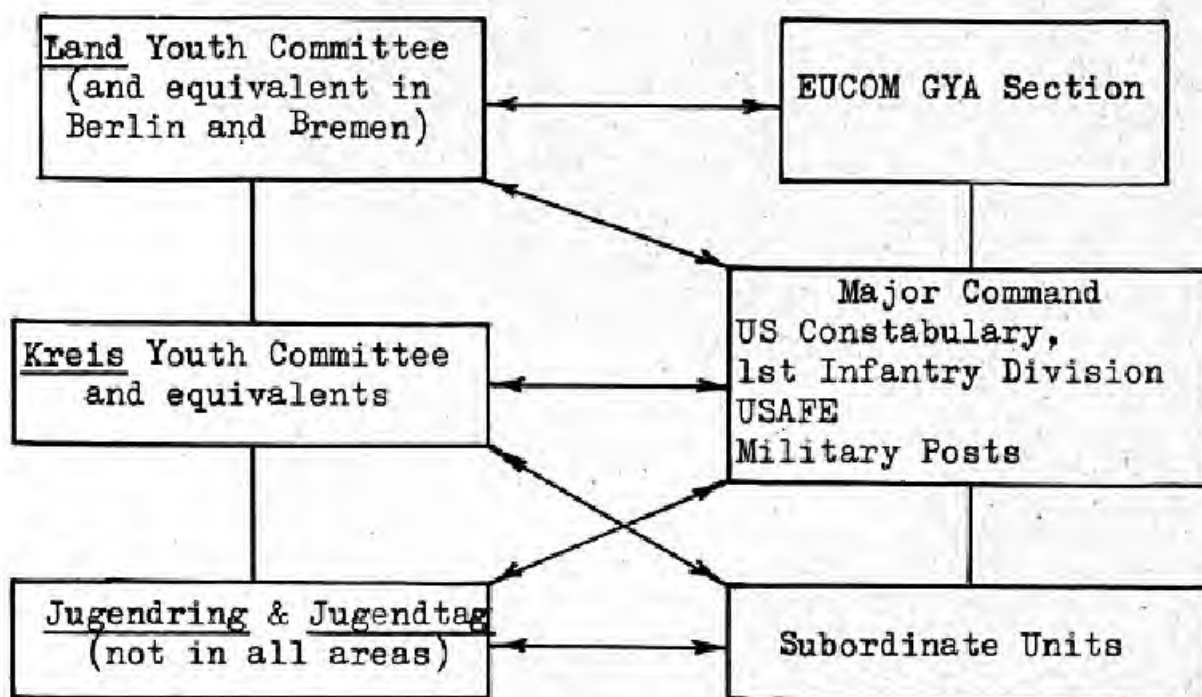 Land Youth Committee
(and equivalent in
Berlin and Bremen)
EUCOM GYA Section
Major Command
US Constabulary,
1st Infantry Division
USAFE
Military Posts
Kreis Youth Committee
and equivalents
Jugendring & Jugendtag
(not in all areas)
Subordinate Units